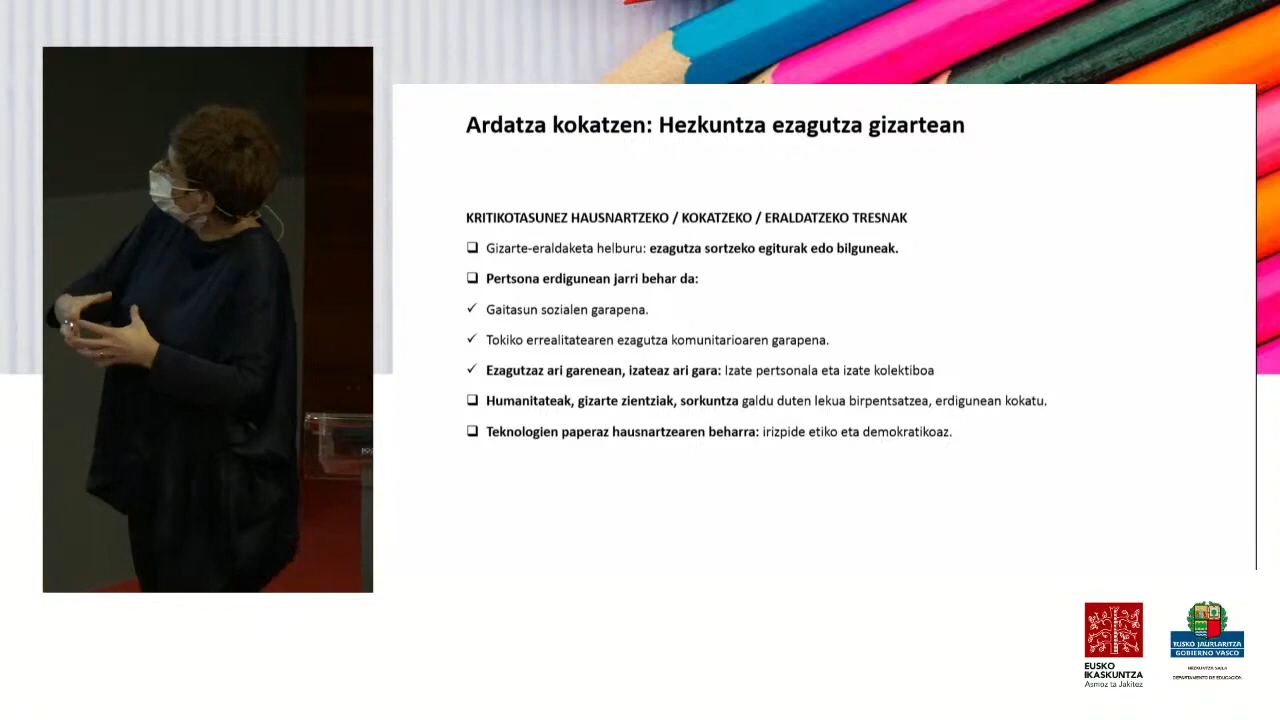 Ardatza kokatzen: Hezkuntza ezagutza gizartean
KRITIKOTASUNEZ HAUSNARTZEKO / KOKATZEKO / ERALDATZEKO TRESNAK
Gizarte-eraldaketa helburu: ezagutza sortzeko egiturak edo bilguneak.
Pertsona erdigunean jarri behar da:
Gaitasun sozialen garapena.
Tokiko errealitatearen ezagutza komunitarioaren garapena.
Ezagutzaz ari garenean, izateaz ari gara: Izate pertsonala eta izate kolektiboa
Humanitateak, gizarte zientziak, sorkuntza galdu duten lekua birpentsatzea, erdigunean kokatu.
Teknologien paperaz hausnartzearen beharra: irizpide etiko eta demokratikoaz.
EUSKO
IKASKUNTZA
Asmoz ta Jakitez
EUSKO JAURLARITZA
GOBIERNO VASCO
HEZKUNTZA SAILA
DEPARTAMENTO DE EDUCACIÓN